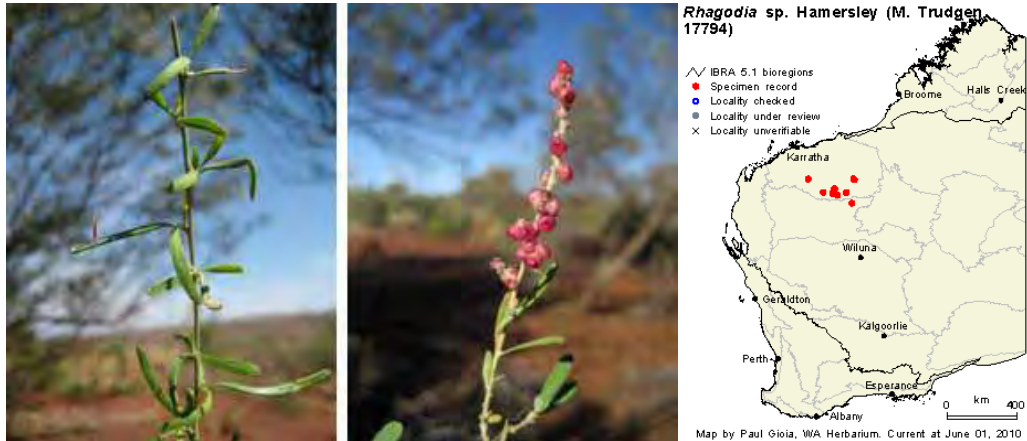 Rhagodia sp. Hamersley (M. Trudgen
17794)
IBRA 5.1 bioregions
Specimen record
Locality checked
Locality under review
Locality unverifiable
Broome
Halls Creek
Karratha
Wiluna
Geraldton
Kalgoorlie
Perth
Esperance
Albany
km
0 400
Map by Paul Gioia, WA Herbarium. Current at June 01, 2010